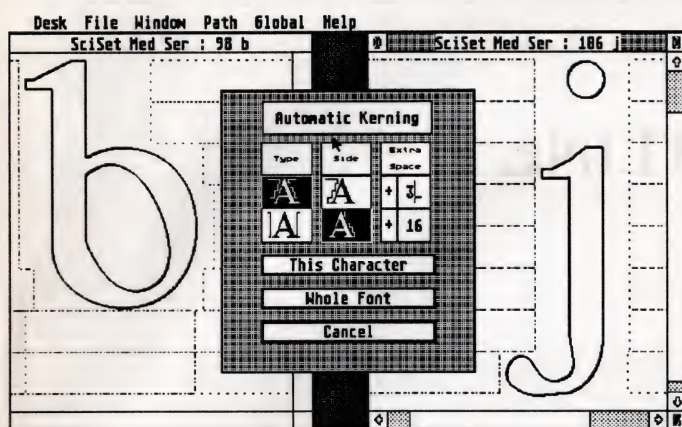 Desk File Window Path Global Help
SciSet Med Ser : 98 b
SciSet Med Ser : 106 j
b
j
Automatic Kerning
Type Side Extra Space
A A + 3
A A + 16
This Character
Whole Font
Cancel